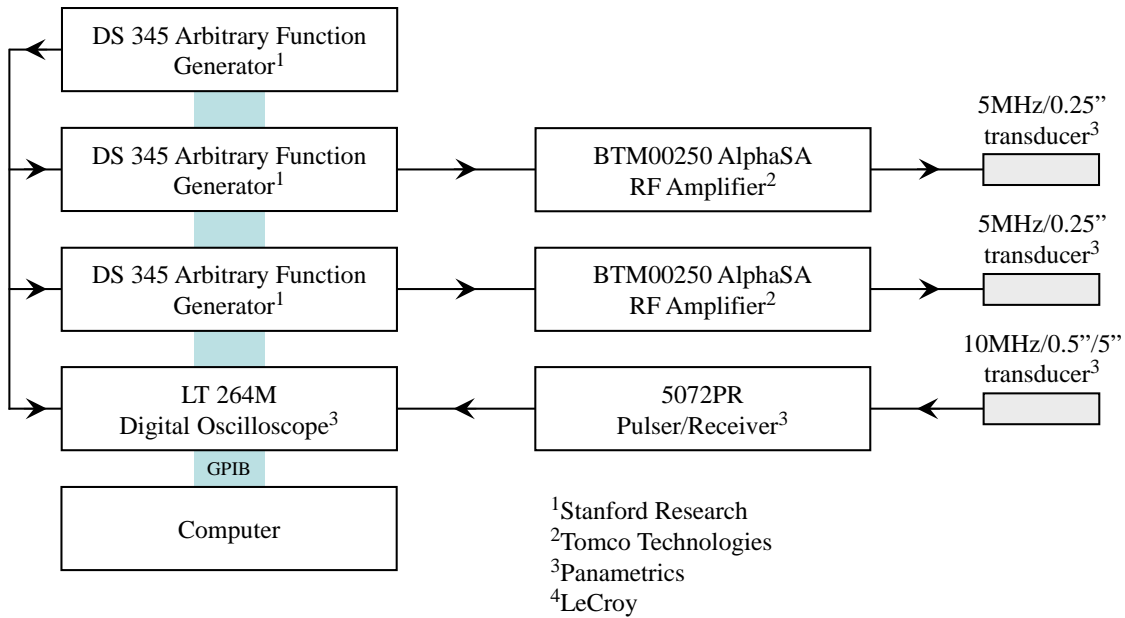 DS 345 Arbitrary Function
Generator¹
DS 345 Arbitrary Function
Generator¹
BTM00250 AlphaSA
RF Amplifier²
5MHz/0.25”
transducer³
DS 345 Arbitrary Function
Generator¹
BTM00250 AlphaSA
RF Amplifier²
5MHz/0.25”
transducer³
LT 264M
Digital Oscilloscope³
5072PR
Pulser/Receiver³
10MHz/0.5”/5”
transducer³
GPIB
Computer
¹Stanford Research
²Tomco Technologies
³Panametrics
⁴LeCroy